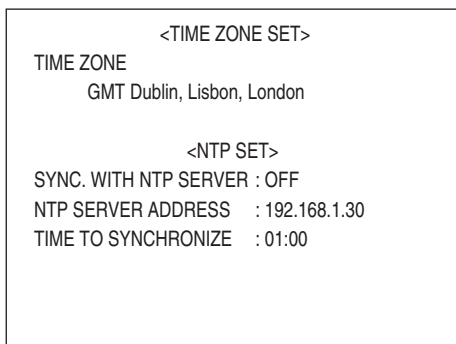 <TIME ZONE SET>
TIME ZONE
GMT Dublin, Lisbon, London
<NTP SET>
SYNC. WITH NTP SERVER : OFF
NTP SERVER ADDRESS : 192.168.1.30
TIME TO SYNCHRONIZE : 01:00